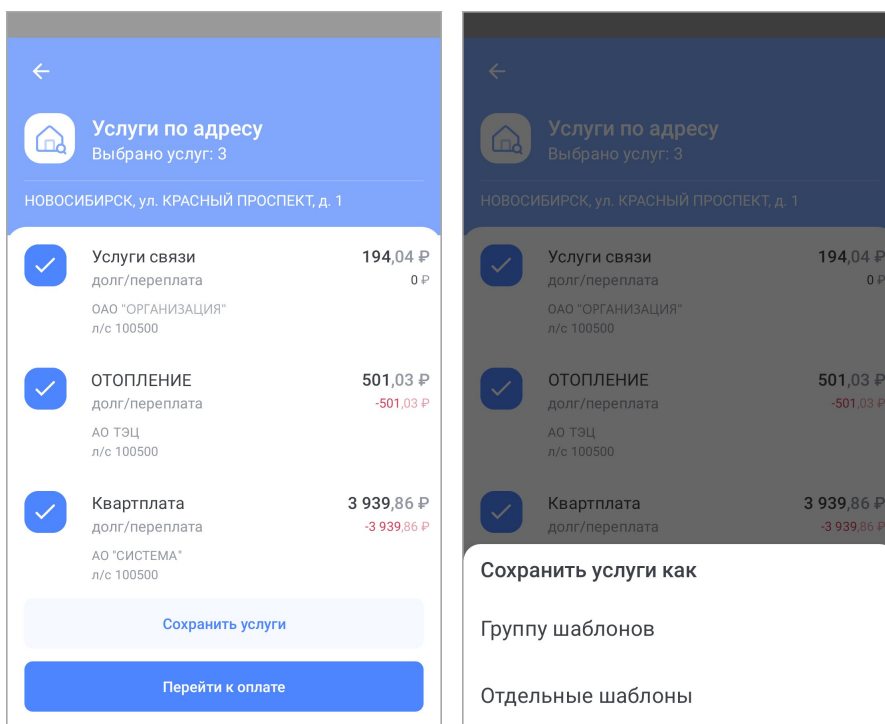 Услуги по адресу
Выбрано услуг: 3
НОВОСИБИРСК, ул. КРАСНЫЙ ПРОСПЕКТ, д. 1
Услуги связи 194,04 ₽
долг/переплата 0 ₽
ОАО "ОРГАНИЗАЦИЯ"
л/с 100500
ОТОПЛЕНИЕ 501,03 ₽
долг/переплата -501,03 ₽
АО ТЭЦ
л/с 100500
Квартплата 3 939,86 ₽
долг/переплата -3 939,86 ₽
АО "СИСТЕМА"
л/с 100500
Сохранить услуги
Перейти к оплате
Услуги по адресу
Выбрано услуг: 3
НОВОСИБИРСК, ул. КРАСНЫЙ ПРОСПЕКТ, д. 1
Услуги связи 194,04 ₽
долг/переплата 0 ₽
ОАО "ОРГАНИЗАЦИЯ"
л/с 100500
ОТОПЛЕНИЕ 501,03 ₽
долг/переплата -501,03 ₽
АО ТЭЦ
л/с 100500
Квартплата 3 939,86 ₽
долг/переплата -3 939,86 ₽
Сохранить услуги как
Группу шаблонов
Отдельные шаблоны